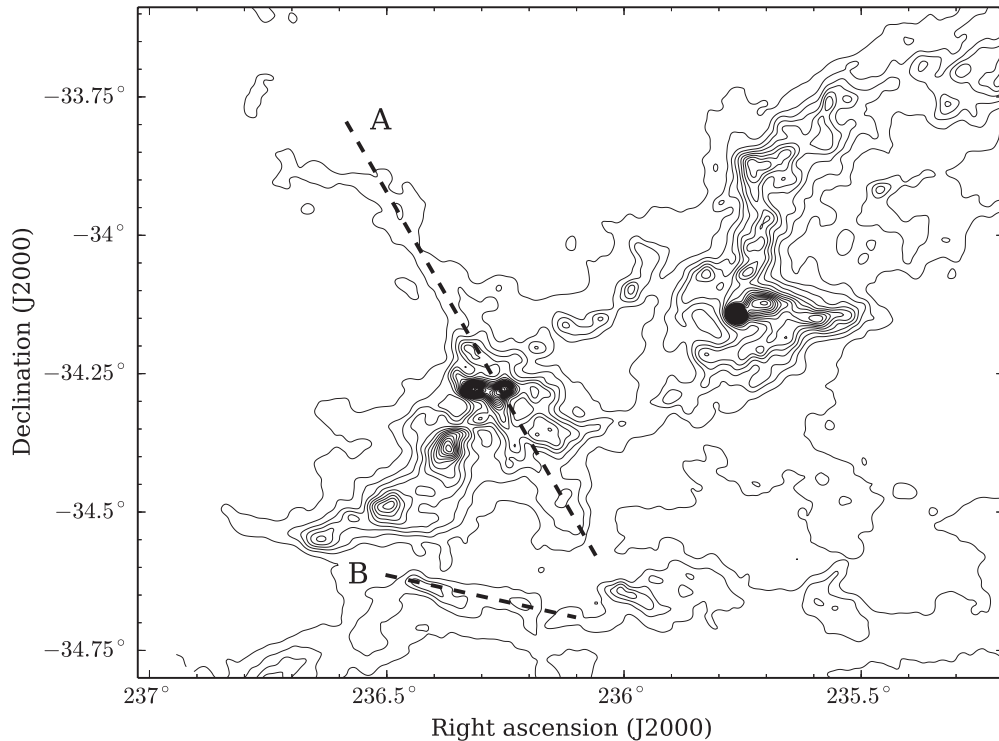 A
B
−33.75°
−34°
−34.25°
−34.5°
−34.75°
237°
236.5°
236°
235.5°
Declination (J2000)
Right ascension (J2000)